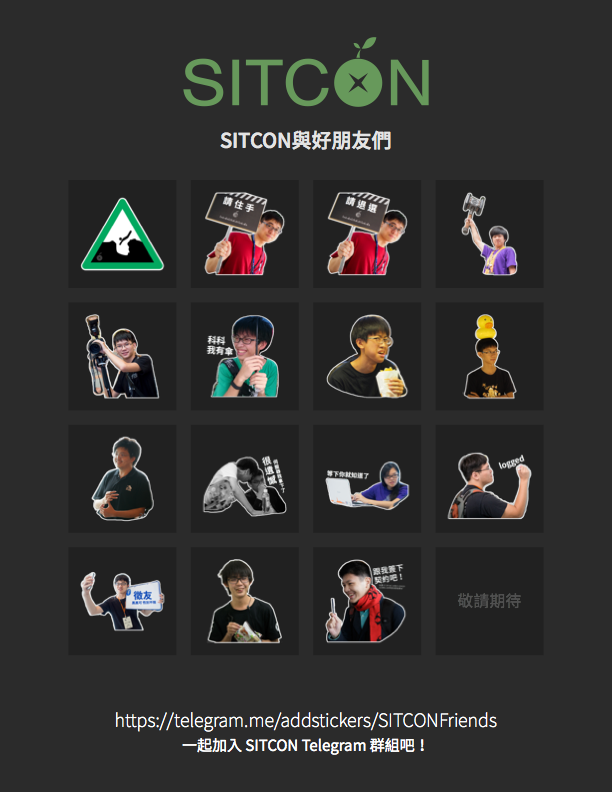 SITCON
SITCON與好朋友們
請住手
請退選
科科
我有拿
很遺憾
等下你就知道了
logged
徵友
跟我簽下
契約吧！
敬請期待
https://telegram.me/addstickers/SITCONFriends
一起加入 SITCON Telegram 群組吧！